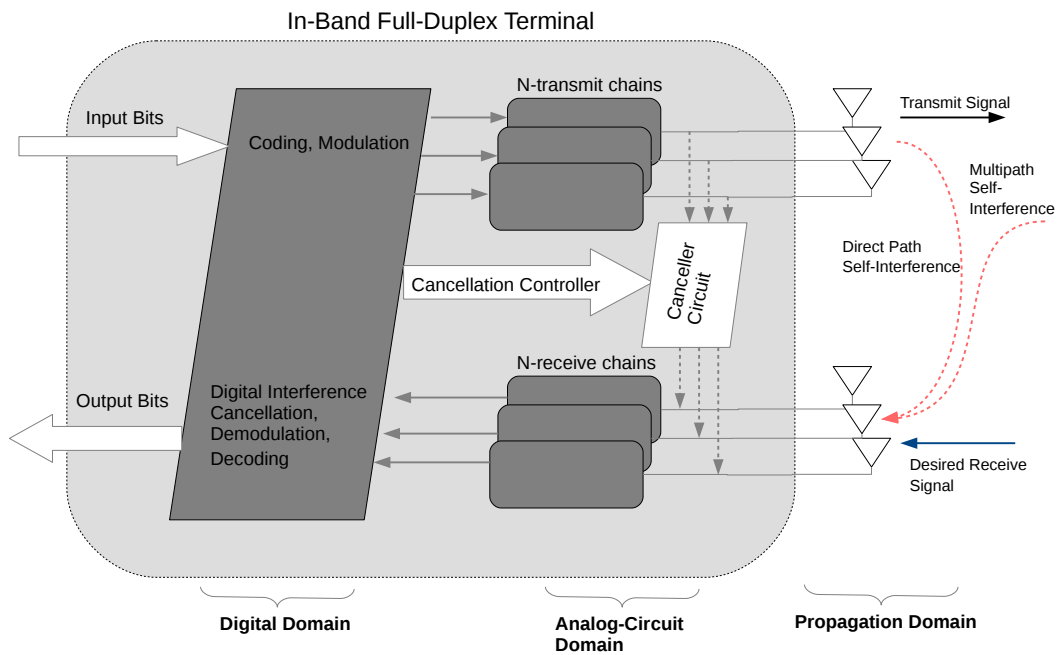 In-Band Full-Duplex Terminal
N-transmit chains
Input Bits
Coding, Modulation
Transmit Signal
Multipath
Self-
Interference
Direct Path
Self-Interference
Cancellation Controller
Canceller
Circuit
N-receive chains
Output Bits
Digital Interference
Cancellation,
Demodulation,
Decoding
Desired Receive
Signal
Digital Domain
Analog-Circuit
Domain
Propagation Domain